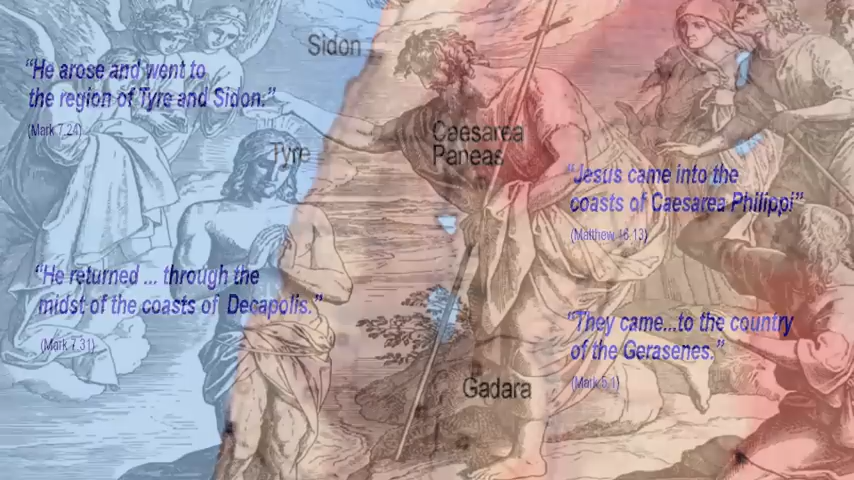 Sidon
"He arose and went to
the region of Tyre and Sidon."
(Mark 7.24)
Tyre
Caesarea
Paneas
"Jesus came into the
coasts of Caesarea Philippi"
(Matthew 16.13)
"He returned ... through the
midst of the coasts of Decapolis."
(Mark 7.31)
"They came...to the country
of the Gerasenes."
(Mark 5.1)
Gadara